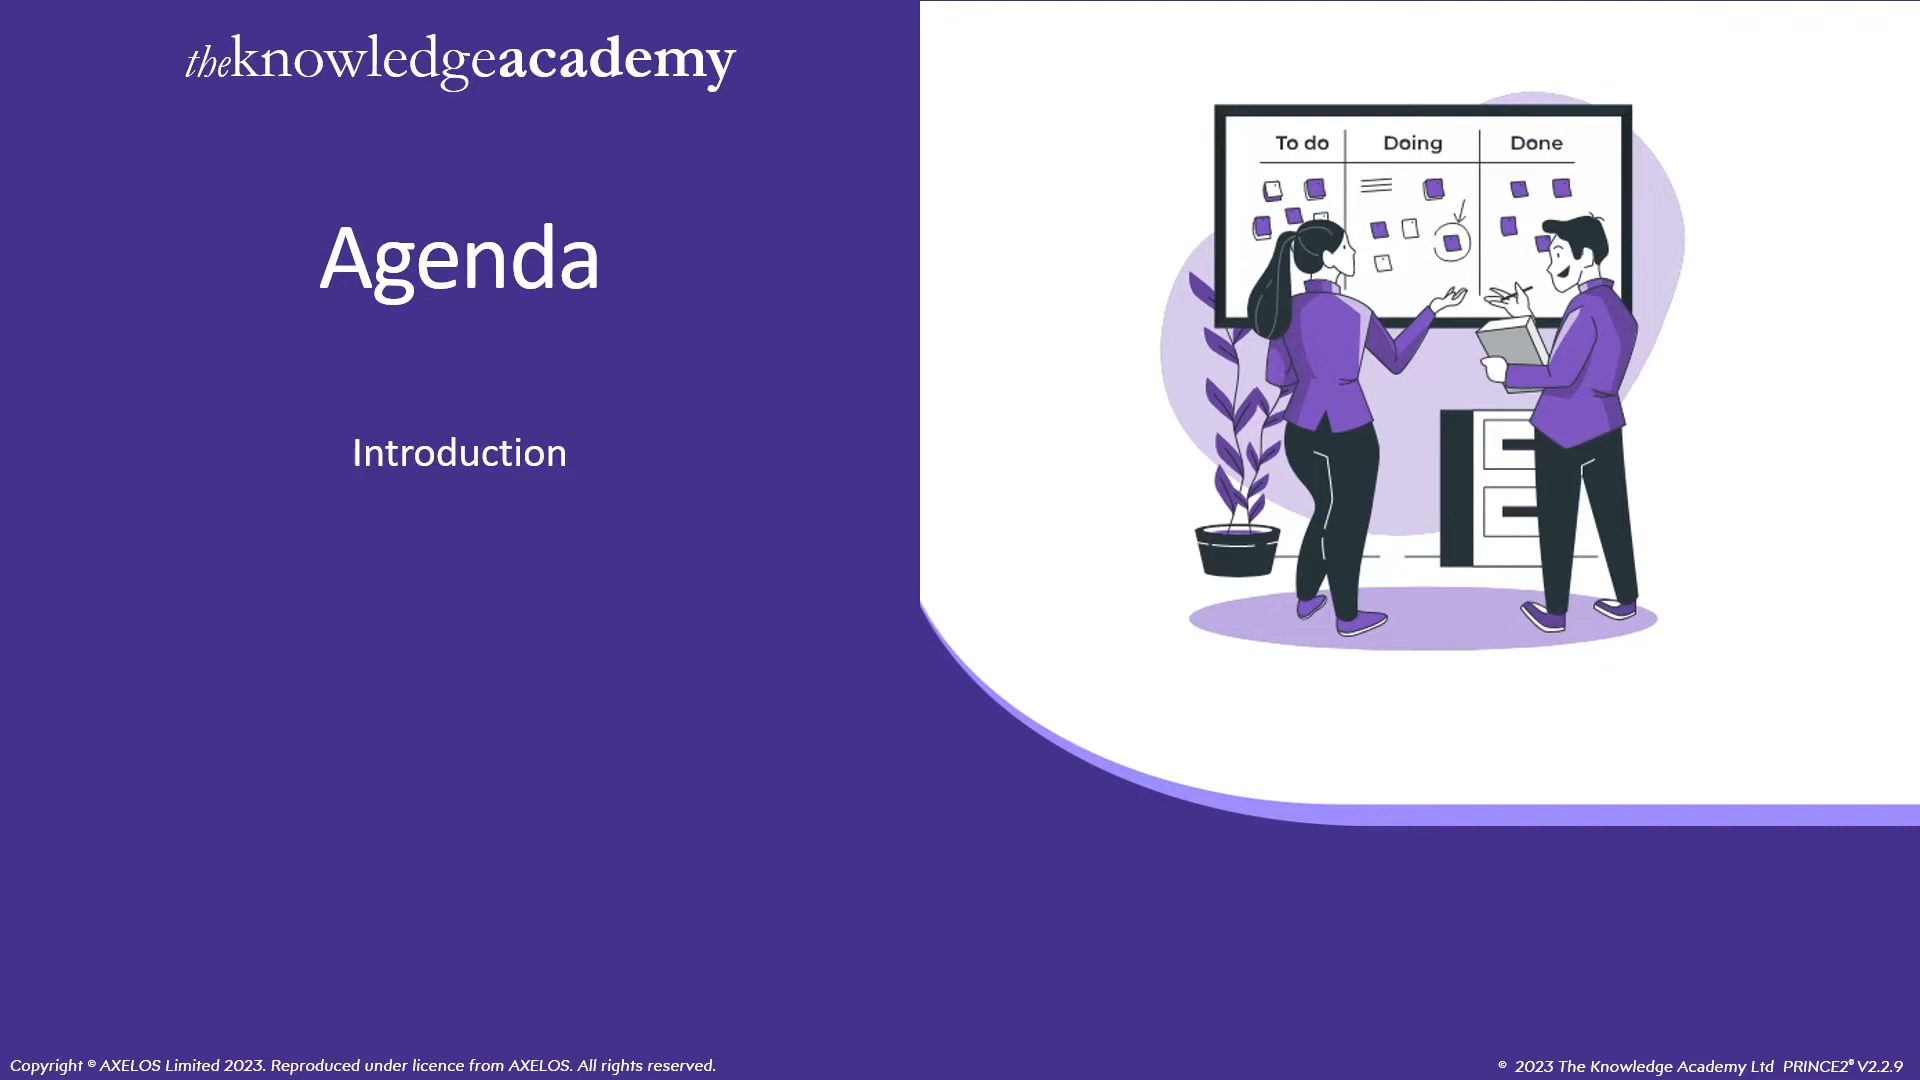 theknowledgeacademy
Agenda
Introduction
To do
Doing
Done
Copyright © AXELOS Limited 2023. Reproduced under licence from AXELOS. All rights reserved.
© 2023 The Knowledge Academy Ltd PRINCE2® V2.2.9